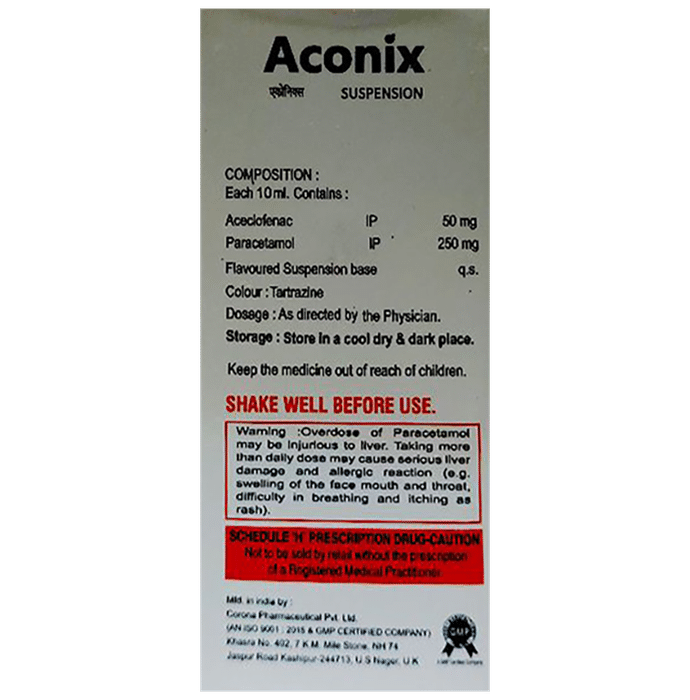 Aconix
एकोनिक्स SUSPENSION
COMPOSITION :
Each 10ml. Contains :
Aceclofenac IP 50 mg
Paracetamol IP 250 mg
Flavoured Suspension base q.s.
Colour : Tartrazine
Dosage : As directed by the Physician.
Storage : Store in a cool dry & dark place.
Keep the medicine out of reach of children.
SHAKE WELL BEFORE USE.
Warning :Overdose of Paracetamol
may be injurious to liver. Taking more
than daily dose may cause serious liver
damage and allergic reaction (e.g.
swelling of the face mouth and throat,
difficulty in breathing and itching as
rash).
SCHEDULE 'H' PRESCRIPTION DRUG-CAUTION
Not to be sold by retail without the prescription
of a Registered Medical Practitioner.
Mfd. in india by :
Corona Pharmaceutical Pvt. Ltd.
(AN ISO 9001 : 2015 & GMP CERTIFIED COMPANY)
Khasra No. 402, 7 K.M. Mile Stone, NH 74
Jaspur Road Kashipur-244713, U.S Nager, U.K
GMP